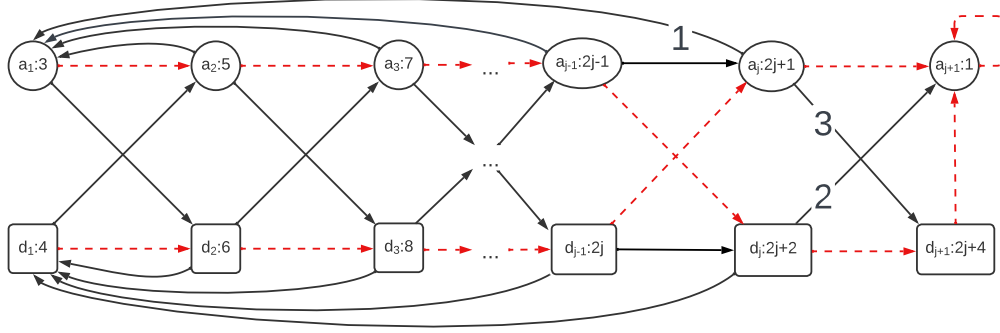 1
a₁:3 a₂:5 a₃:7 ... aⱼ₋₁:2j-1 aⱼ:2j+1 aⱼ₊₁:1
3
...
2
d₁:4 d₂:6 d₃:8 ... dⱼ₋₁:2j dⱼ:2j+2 dⱼ₊₁:2j+4